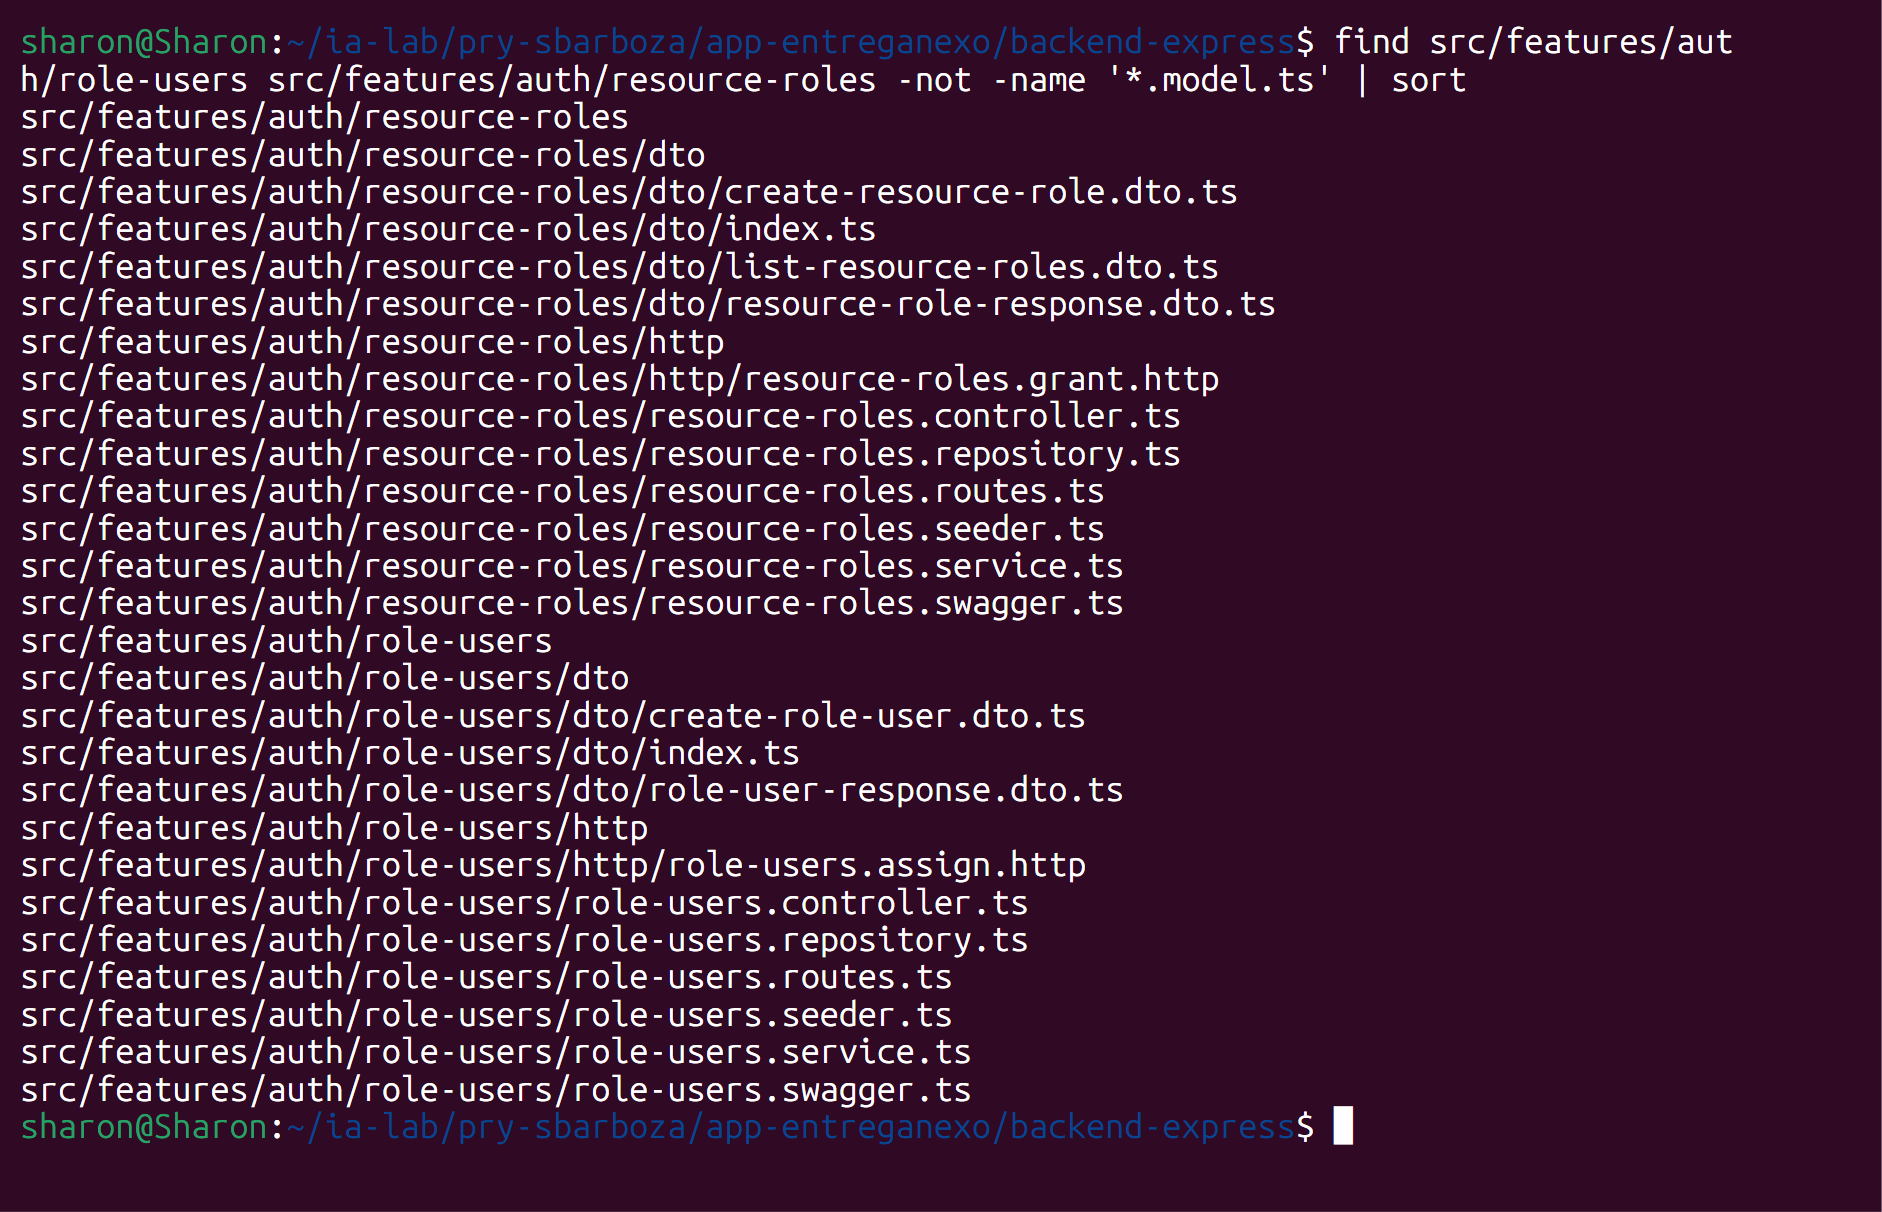 sharon@Sharon:~/ia-lab/pry-sbarboza/app-entreganexo/backend-express$ find src/features/aut
h/role-users src/features/auth/resource-roles -not -name '*.model.ts' | sort
src/features/auth/resource-roles
src/features/auth/resource-roles/dto
src/features/auth/resource-roles/dto/create-resource-role.dto.ts
src/features/auth/resource-roles/dto/index.ts
src/features/auth/resource-roles/dto/list-resource-roles.dto.ts
src/features/auth/resource-roles/dto/resource-role-response.dto.ts
src/features/auth/resource-roles/http
src/features/auth/resource-roles/http/resource-roles.grant.http
src/features/auth/resource-roles/resource-roles.controller.ts
src/features/auth/resource-roles/resource-roles.repository.ts
src/features/auth/resource-roles/resource-roles.routes.ts
src/features/auth/resource-roles/resource-roles.seeder.ts
src/features/auth/resource-roles/resource-roles.service.ts
src/features/auth/resource-roles/resource-roles.swagger.ts
src/features/auth/role-users
src/features/auth/role-users/dto
src/features/auth/role-users/dto/create-role-user.dto.ts
src/features/auth/role-users/dto/index.ts
src/features/auth/role-users/dto/role-user-response.dto.ts
src/features/auth/role-users/http
src/features/auth/role-users/http/role-users.assign.http
src/features/auth/role-users/role-users.controller.ts
src/features/auth/role-users/role-users.repository.ts
src/features/auth/role-users/role-users.routes.ts
src/features/auth/role-users/role-users.seeder.ts
src/features/auth/role-users/role-users.service.ts
src/features/auth/role-users/role-users.swagger.ts
sharon@Sharon:~/ia-lab/pry-sbarboza/app-entreganexo/backend-express$